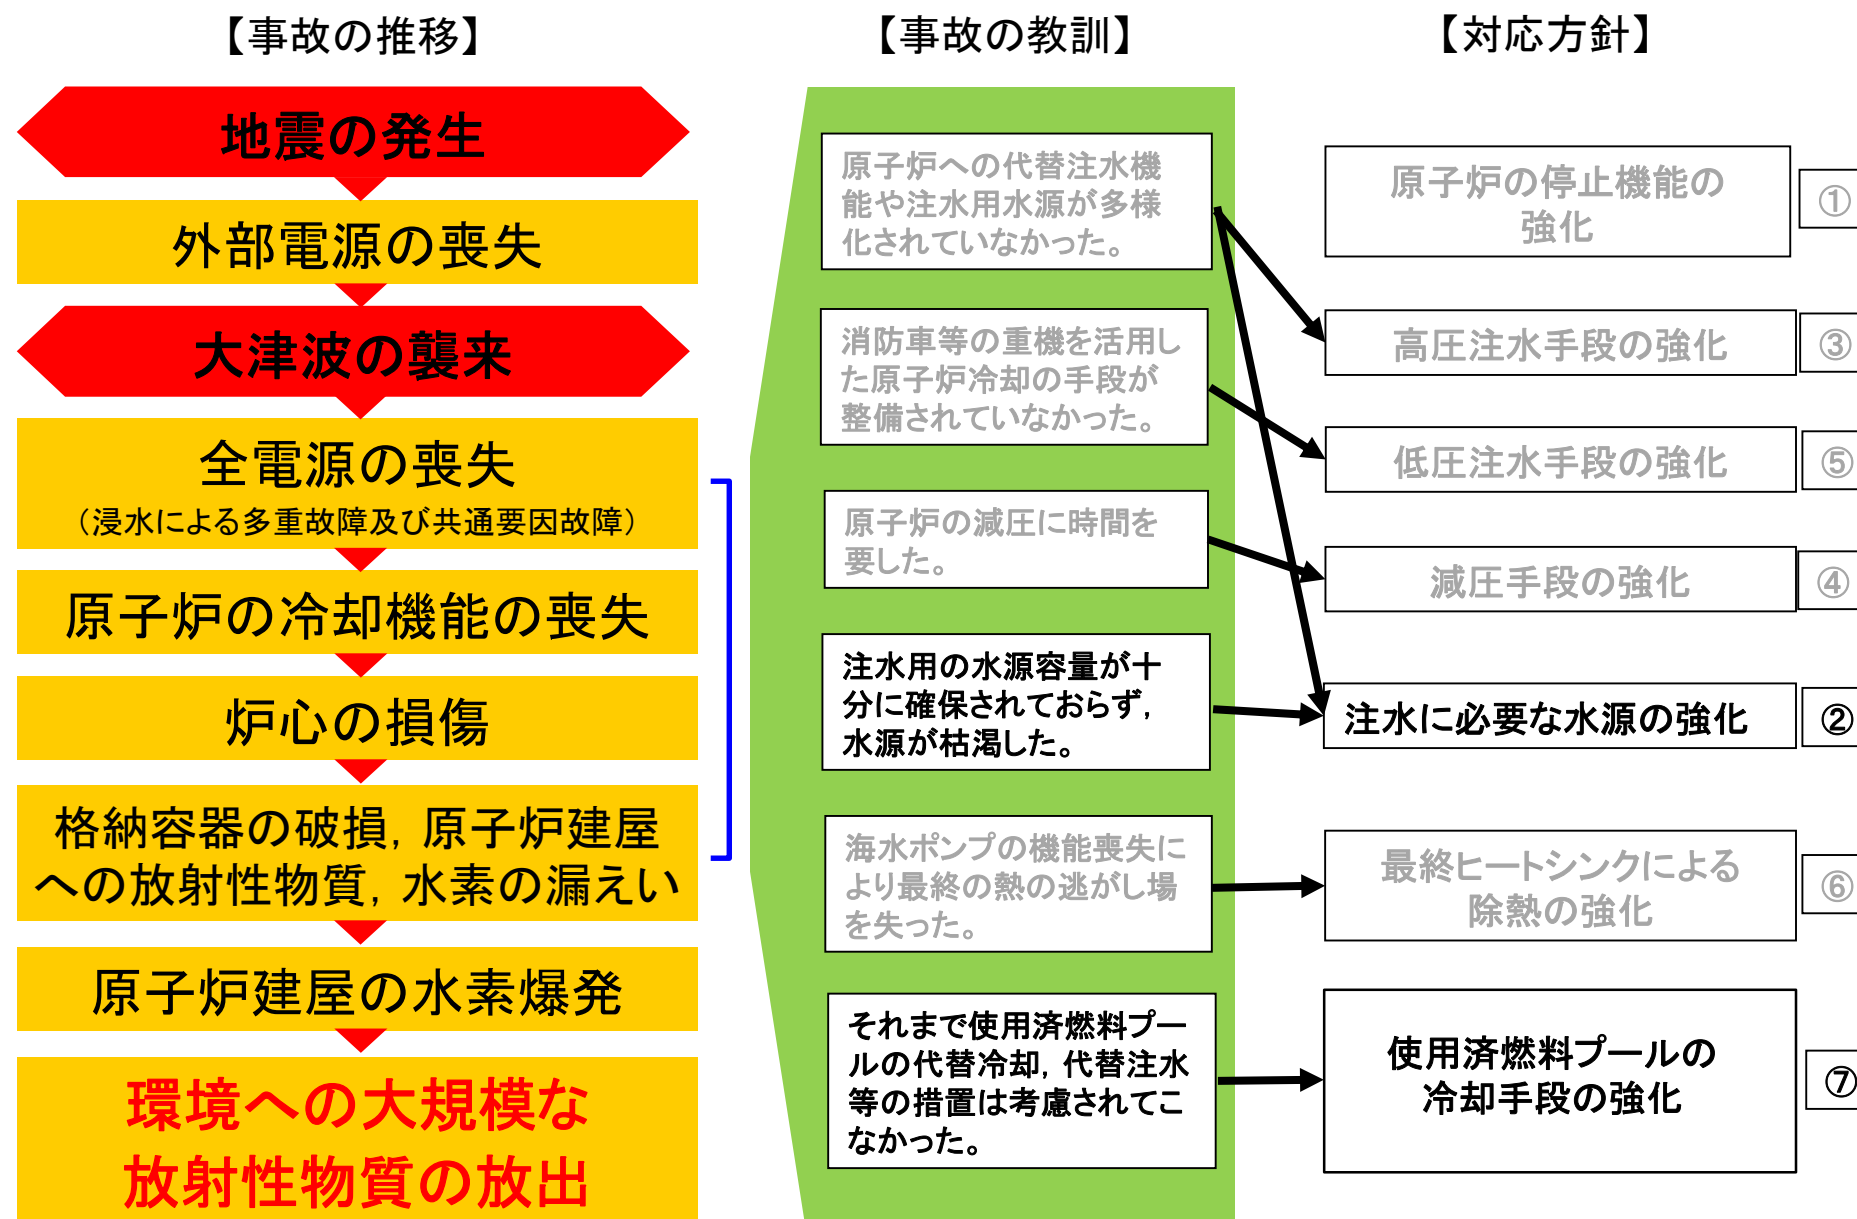 【事故の推移】
地震の発生
外部電源の喪失
大津波の襲来
全電源の喪失
（浸水による多重故障及び共通要因故障）
原子炉の冷却機能の喪失
炉心の損傷
格納容器の破損，原子炉建屋
への放射性物質，水素の漏えい
原子炉建屋の水素爆発
環境への大規模な
放射性物質の放出
【事故の教訓】
原子炉への代替注水機
能や注水用水源が多様
化されていなかった。
消防車等の重機を活用し
た原子炉冷却の手段が
整備されていなかった。
原子炉の減圧に時間を
要した。
注水用の水源容量が十
分に確保されておらず，
水源が枯渇した。
海水ポンプの機能喪失に
より最終の熱の逃がし場
を失った。
それまで使用済燃料プー
ルの代替冷却，代替注水
等の措置は考慮されてこ
なかった。
【対応方針】
原子炉の停止機能の
強化
①
高圧注水手段の強化
③
低圧注水手段の強化
⑤
減圧手段の強化
④
注水に必要な水源の強化
②
最終ヒートシンクによる
除熱の強化
⑥
使用済燃料プールの
冷却手段の強化
⑦